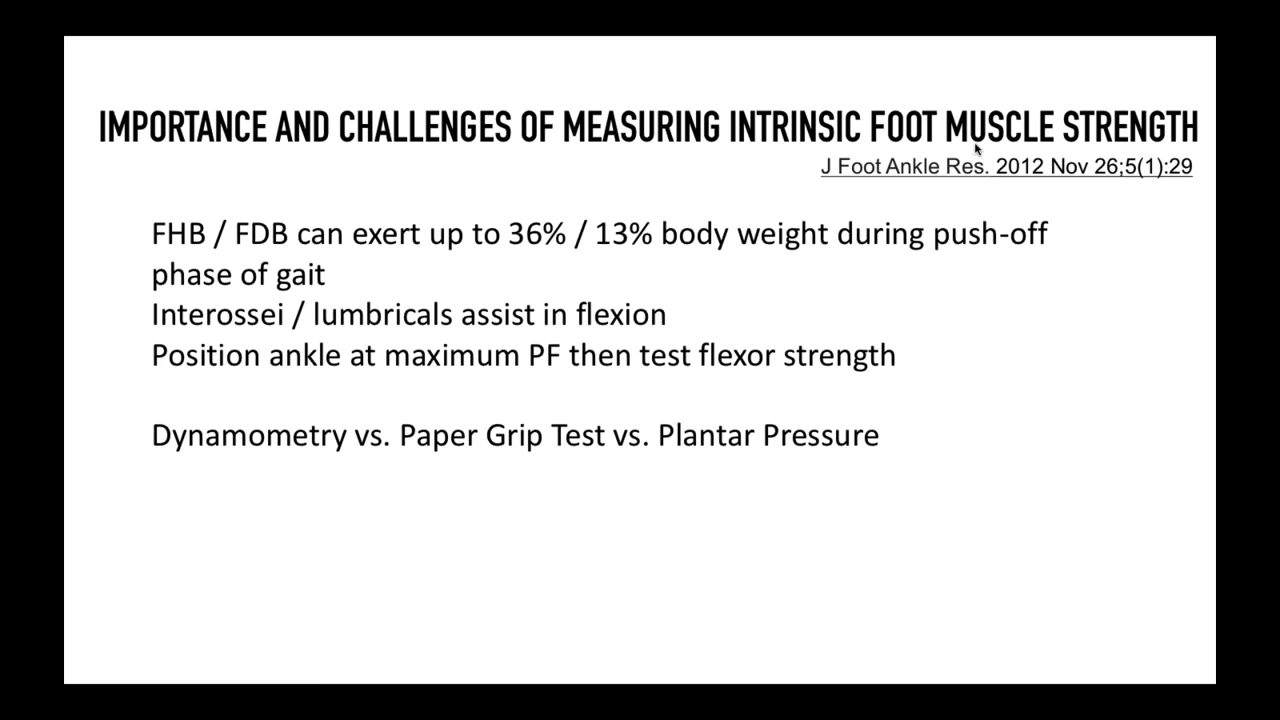 IMPORTANCE AND CHALLENGES OF MEASURING INTRINSIC FOOT MUSCLE STRENGTH
J Foot Ankle Res. 2012 Nov 26;5(1):29
FHB / FDB can exert up to 36% / 13% body weight during push-off
phase of gait
Interossei / lumbricals assist in flexion
Position ankle at maximum PF then test flexor strength
Dynamometry vs. Paper Grip Test vs. Plantar Pressure